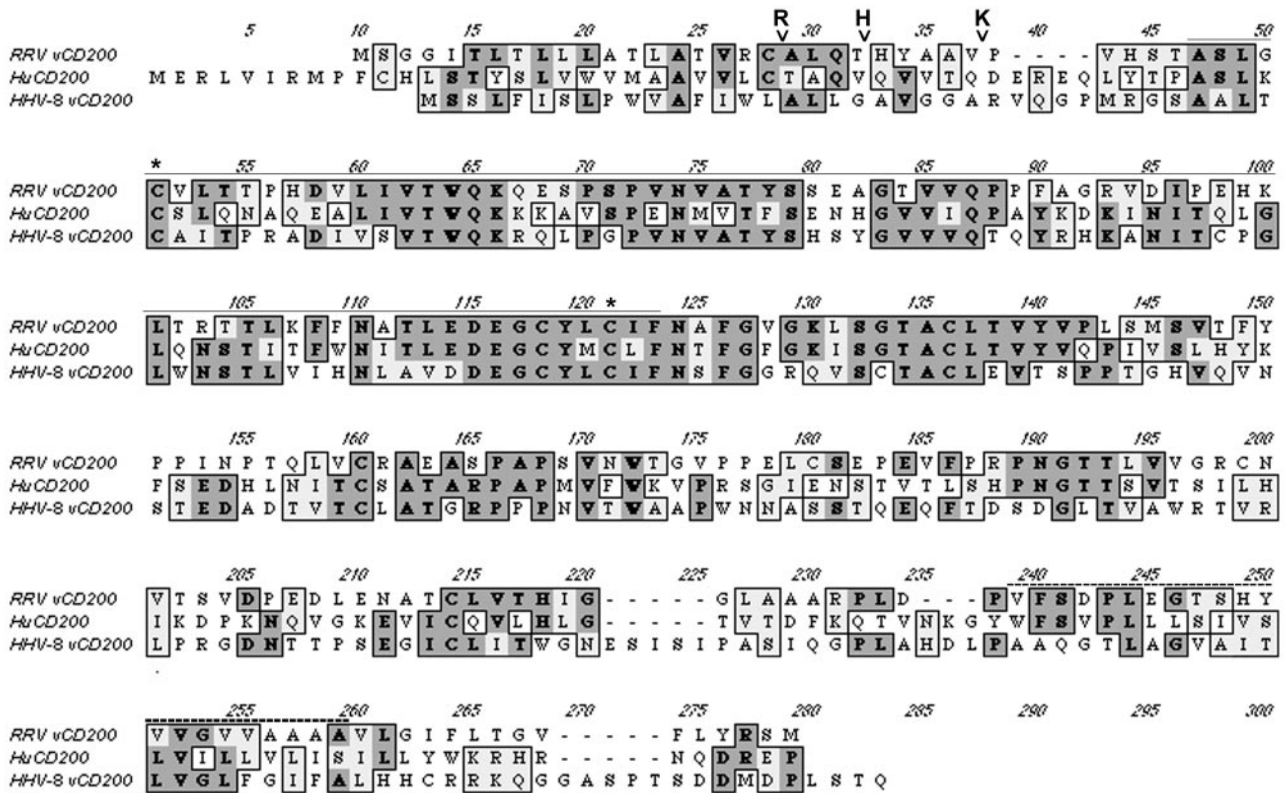 R H K
5 10 15 20 25 30 35 40 45 50
RRV vCD200 M S G G I T L T L L L A T L A T V R C A L Q T H Y A A V P - - - - V H S T A S L G
HuCD200 M E R L V I R M P F C H L S T Y S L V W V M A A V V L C T A Q V Q V V T Q D E R E Q L Y T P A S L K
HHV-8 vCD200 M S S L F I S L P W V A F I W L A L L G A V G G A R V Q G P M R G S A A L T
* 55 60 65 70 75 80 85 90 95 100
RRV vCD200 C V L T T P H D V L I V T W Q K Q E S P S P V N V A T Y S S E A G T V V Q P P F A G R V D I P E H K
HuCD200 C S L Q N A Q E A L I V T W Q K K K A V S P E N M V T F S E N H G V V I Q P A Y K D K I N I T Q L G
HHV-8 vCD200 C A I T P R A D I V S V T W Q K R Q L P G P V N V A T Y S H S Y G V V V Q T Q Y R H K A N I T C P G
105 110 115 120 * 125 130 135 140 145 150
RRV vCD200 L T R T T L K F F N A T L E D E G C Y L C I F N A F G V G K L S G T A C L T V Y V P L S M S V T F Y
HuCD200 L Q N S T I T F W N I T L E D E G C Y M C L F N T F G F G K I S G T A C L T V Y V Q P I V S L H Y K
HHV-8 vCD200 L W N S T L V I H N L A V D D E G C Y L C I F N S F G G R Q V S C T A C L E V T S P P T G H V Q V N
155 160 165 170 175 180 185 190 195 200
RRV vCD200 P P I N P T Q L V C R A E A S P A P S V N W T G V P P E L C S E P E V F P R P N G T T L V V G R C N
HuCD200 F S E D H L N I T C S A T A R P A P M V F W K V P R S G I E N S T V T L S H P N G T T S V T S I L H
HHV-8 vCD200 S T E D A D T V T C L A T G R P P P N V T W A A P W N N A S S T Q E Q F T D S D G L T V A W R T V R
205 210 215 220 225 230 235 240 245 250
RRV vCD200 V T S V D P E D L E N A T C L V T H I G - - - - - G L A A A R P L D - - - P V F S D P L E G T S H Y
HuCD200 I K D P K N Q V G K E V I C Q V L H L G - - - - - T V T D F K Q T V N K G Y W F S V P L L L S I V S
HHV-8 vCD200 L P R G D N T T P S E G I C L I T W G N E S I S I P A S I Q G P L A H D L P A A Q G T L A G V A I T
255 260 265 270 275 280 285 290 295 300
RRV vCD200 V V G V V A A A A V L G I F L T G V - - - - - F L Y R S M
HuCD200 L V I L L V L I S I L L Y W K R H R - - - - - N Q D R E P
HHV-8 vCD200 L V G L F G I F A L H H C R R K Q G G A S P T S D D M D P L S T Q